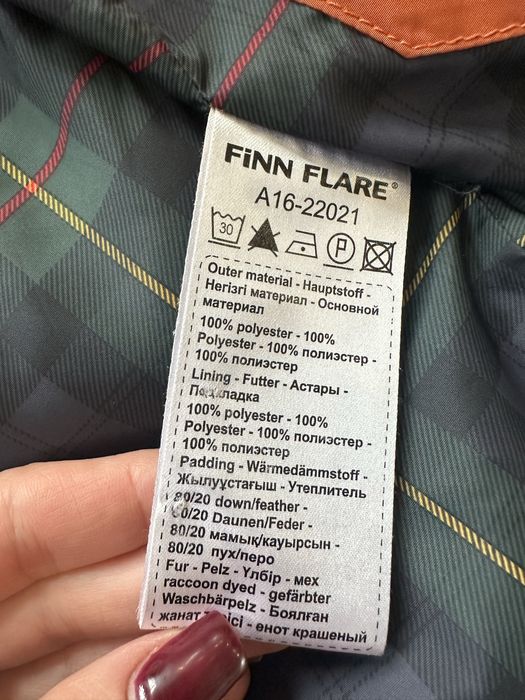 FiNN FLARE®
A16-22021
30
P
Outer material - Hauptstoff -
Негізгі материал - Основной
материал
100% polyester - 100%
Polyester - 100% полиэстер -
100% полиэстер
Lining - Futter - Астары -
Подкладка
100% polyester - 100%
Polyester - 100% полиэстер -
100% полиэстер
Padding - Wärmedämmstoff -
Жылуұстағыш - Утеплитель
80/20 down/feather -
80/20 Daunen/Feder -
80/20 мамық/кауырсын -
80/20 пух/перо
Fur - Pelz - Үлбір - мех
raccoon dyed - gefärbter
Waschbärpelz - Боялған
жанат - енот крашеный